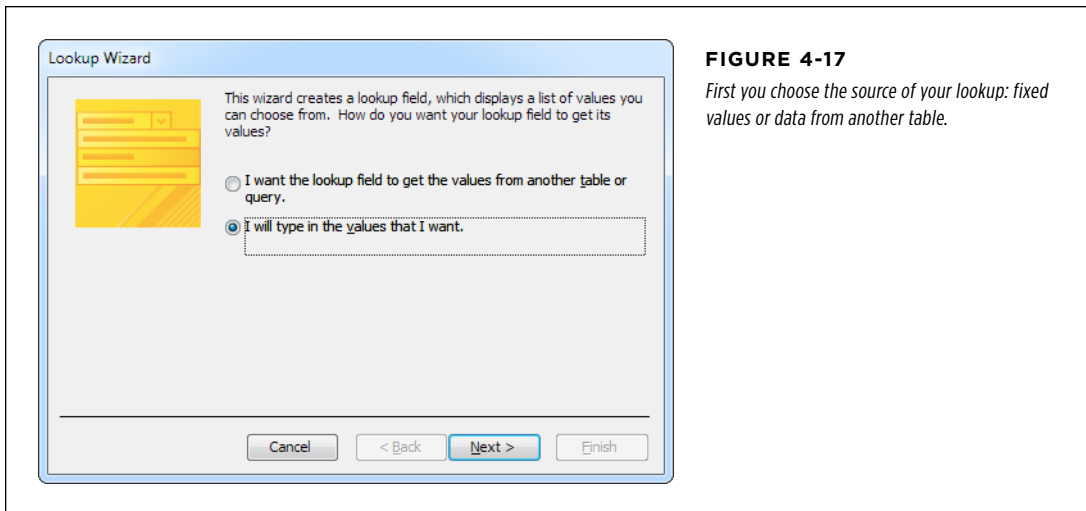 Lookup Wizard
This wizard creates a lookup field, which displays a list of values you
can choose from. How do you want your lookup field to get its
values?
I want the lookup field to get the values from another table or
query.
I will type in the values that I want.
Cancel
< Back
Next >
Finish
FIGURE 4-17
First you choose the source of your lookup: fixed
values or data from another table.